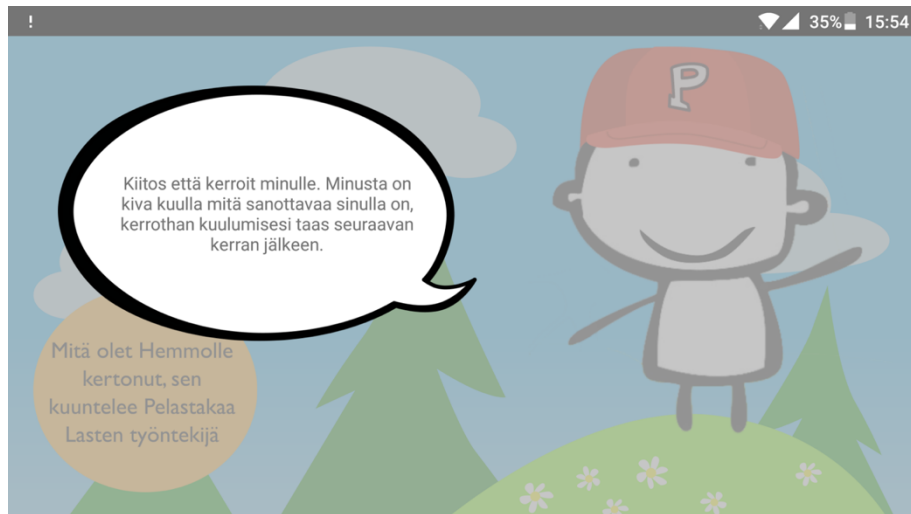 !
35% 15:54
P
Kiitos että kerroit minulle. Minusta on
kiva kuulla mitä sanottavaa sinulla on,
kerrothan kuulumisesi taas seuraavan
kerran jälkeen.
Mitä olet Hemmolle
kertonut, sen
kuuntelee Pelastakaa
Lasten työntekijä